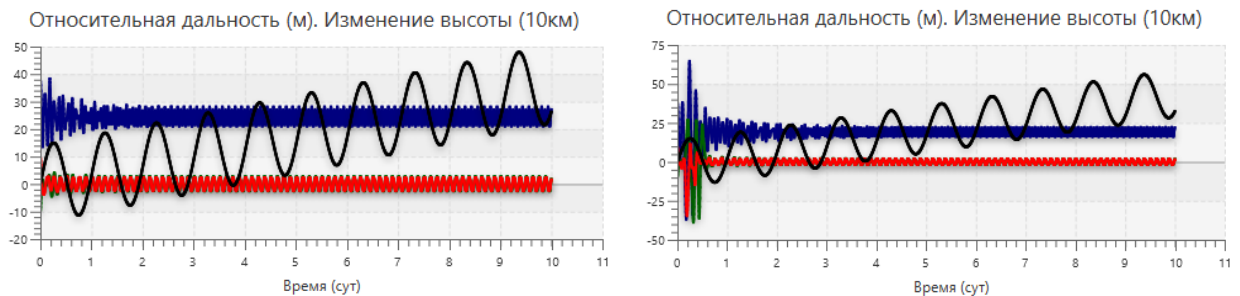 Относительная дальность (м). Изменение высоты (10км)
50
40
30
20
10
0
-10
-20
0 1 2 3 4 5 6 7 8 9 10 11
Время (сут)
Относительная дальность (м). Изменение высоты (10км)
75
50
25
0
-25
-50
0 1 2 3 4 5 6 7 8 9 10 11
Время (сут)